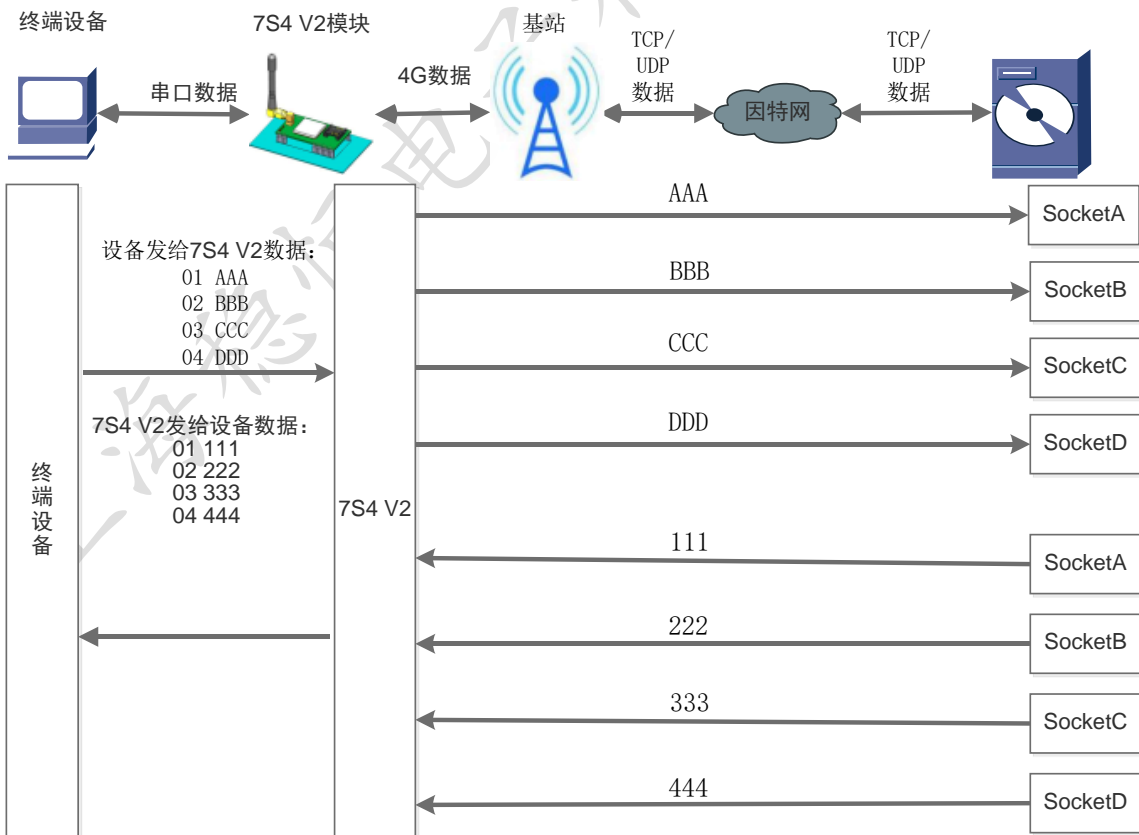 终端设备
7S4 V2模块
基站
串口数据
4G数据
TCP/
UDP
数据
因特网
TCP/
UDP
数据
设备发给7S4 V2数据：
01 AAA
02 BBB
03 CCC
04 DDD
7S4 V2发给设备数据：
01 111
02 222
03 333
04 444
终端设备
7S4 V2
AAA
SocketA
BBB
SocketB
CCC
SocketC
DDD
SocketD
111
SocketA
222
SocketB
333
SocketC
444
SocketD